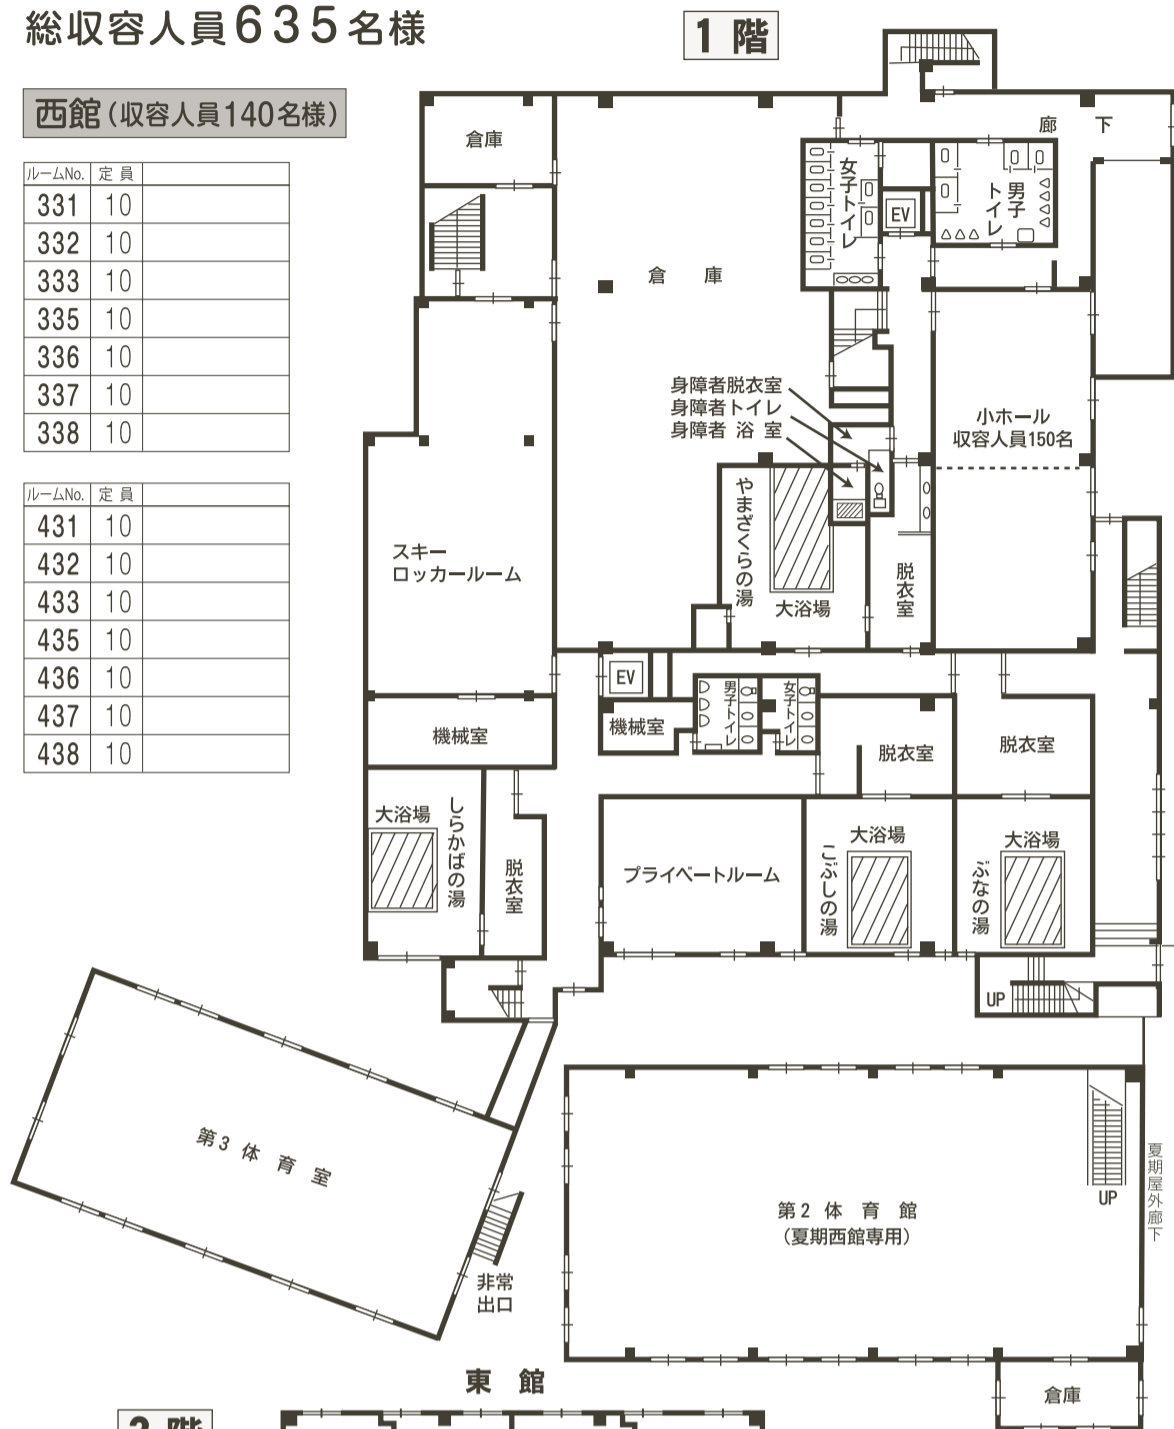 総収容人員635名様
1 階
西館(収容人員140名様)
ルームNo. 定 員
331 10
332 10
333 10
335 10
336 10
337 10
338 10
ルームNo. 定 員
431 10
432 10
433 10
435 10
436 10
437 10
438 10
倉庫
廊 下
女子トイレ
EV
男子トイレ
倉 庫
身障者脱衣室
身障者トイレ
身障者 浴 室
小ホール
収容人員150名
スキー
ロッカールーム
やまざくらの湯
大浴場
脱衣室
EV
男子トイレ
女子トイレ
機械室
機械室
脱衣室
脱衣室
大浴場
しらかばの湯
脱衣室
プライベートルーム
大浴場
こぶしの湯
大浴場
ぶなの湯
UP
第3 体 育 室
非常
出口
第2 体 育 館
(夏期西館専用)
UP
夏期屋外廊下
東 館
倉庫